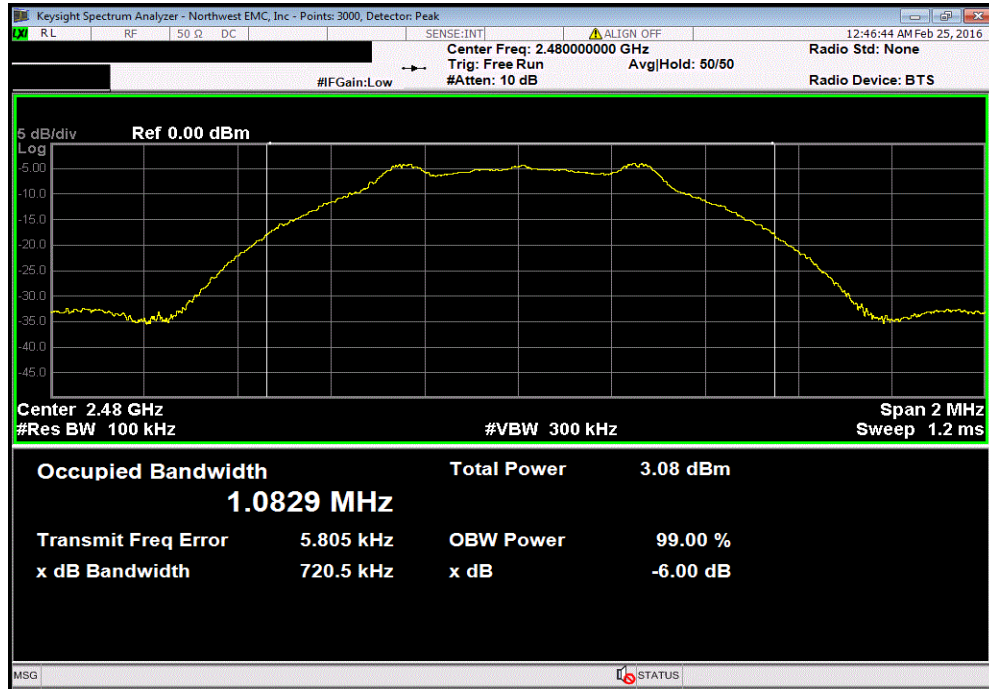 Keysight Spectrum Analyzer - Northwest EMC, Inc - Points: 3000, Detector: Peak
LXI RL RF 50 Ω DC SENSE:INT ALIGN OFF 12:46:44 AM Feb 25, 2016
Center Freq: 2.480000000 GHz Radio Std: None
Trig: Free Run Avg|Hold: 50/50
#IFGain:Low #Atten: 10 dB Radio Device: BTS
5 dB/div Ref 0.00 dBm
Log
-5.00
-10.0
-15.0
-20.0
-25.0
-30.0
-35.0
-40.0
-45.0
Center 2.48 GHz Span 2 MHz
#Res BW 100 kHz #VBW 300 kHz Sweep 1.2 ms
Occupied Bandwidth Total Power 3.08 dBm
1.0829 MHz
Transmit Freq Error 5.805 kHz OBW Power 99.00 %
x dB Bandwidth 720.5 kHz x dB -6.00 dB
MSG STATUS